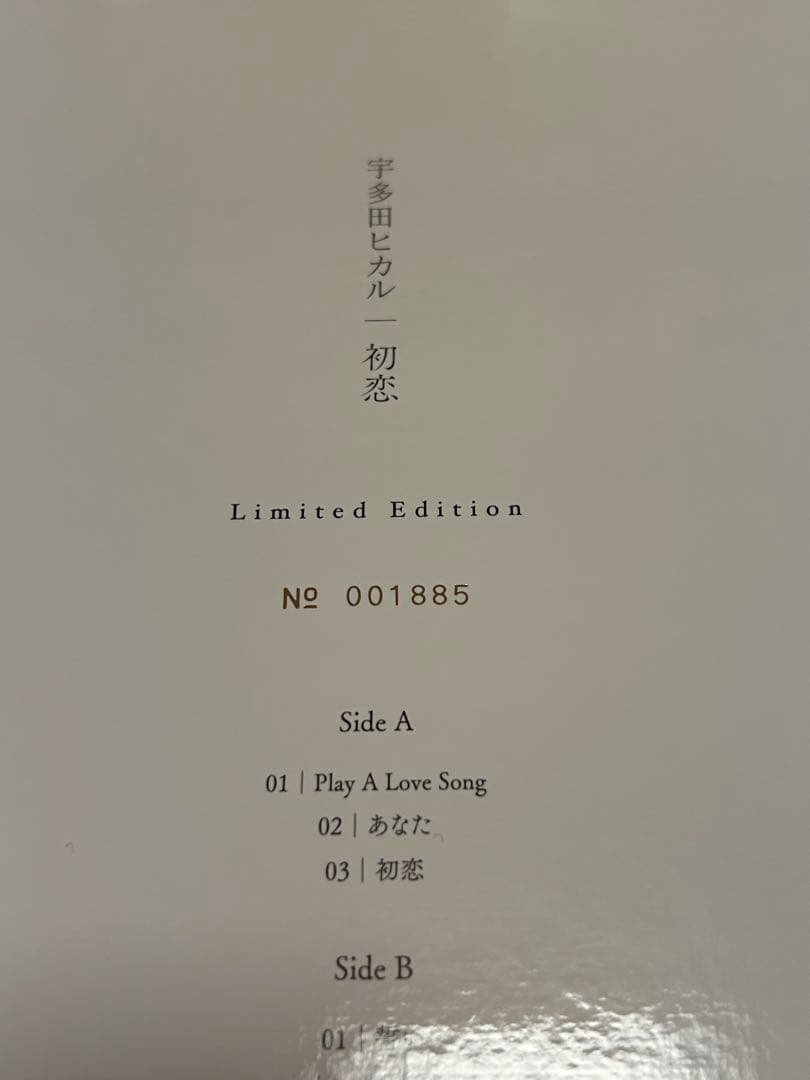 宇多田ヒカル｜初恋
Limited Edition
№ 001885
Side A
01｜Play A Love Song
02｜あなた
03｜初恋
Side B
01｜